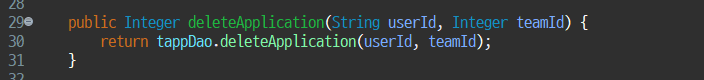 28
29 public Integer deleteApplication(String userId, Integer teamId) {
30 return tappDao.deleteApplication(userId, teamId);
31 }
32